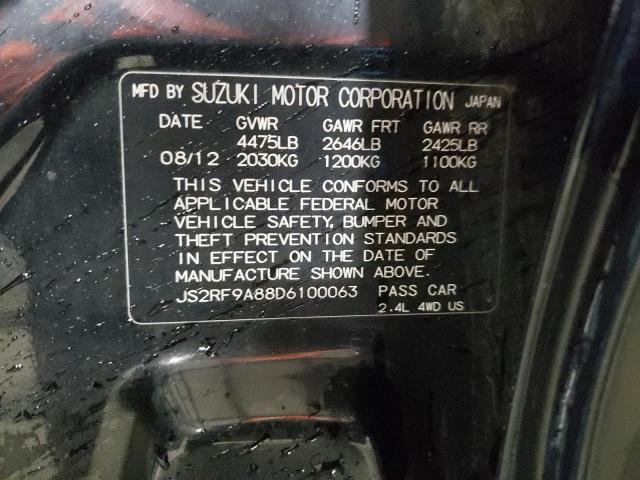 MFD BY SUZUKI MOTOR CORPORATION JAPAN
DATE GVWR GAWR FRT GAWR RR
4475LB 2646LB 2425LB
08/12 2030KG 1200KG 1100KG
THIS VEHICLE CONFORMS TO ALL
APPLICABLE FEDERAL MOTOR
VEHICLE SAFETY, BUMPER AND
THEFT PREVENTION STANDARDS
IN EFFECT ON THE DATE OF
MANUFACTURE SHOWN ABOVE.
JS2RF9A88D6100063 PASS CAR
2.4L 4WD US